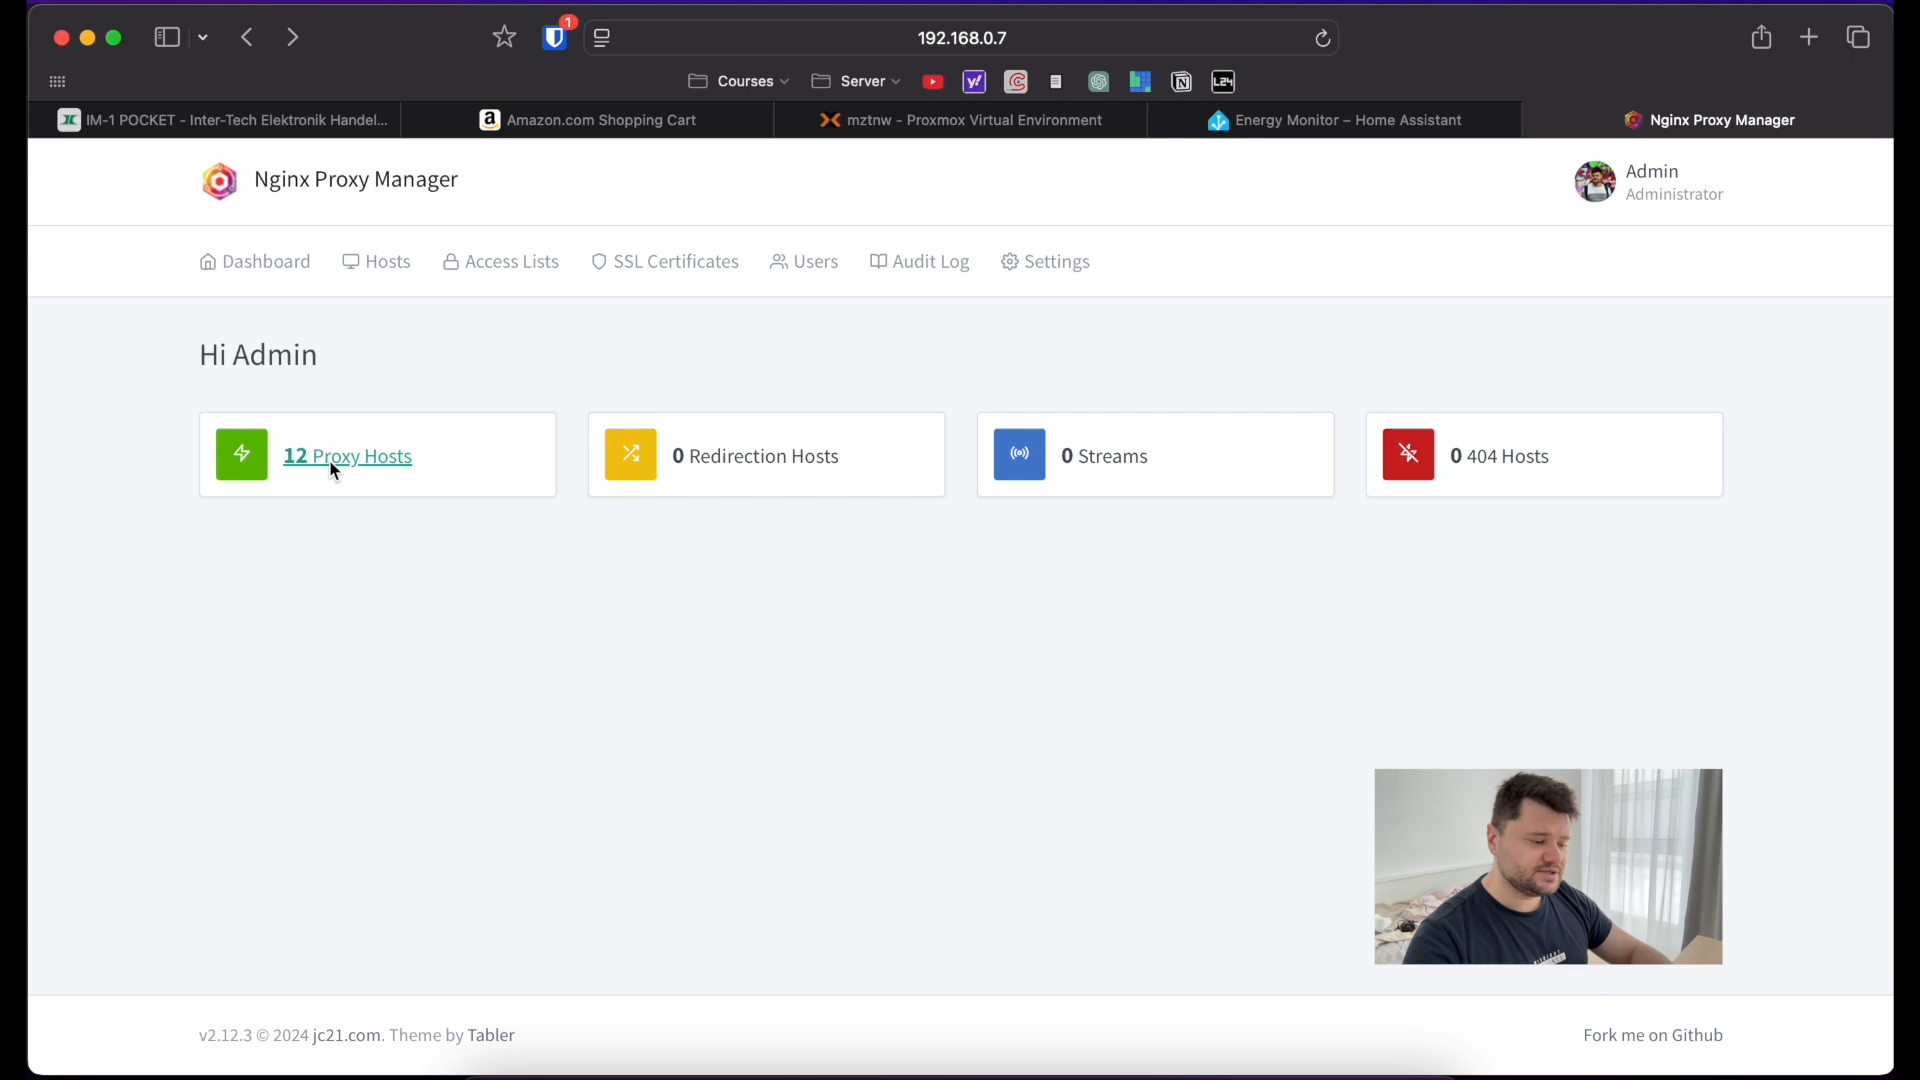 1
192.168.0.7
Courses
Server
y!
L24
IM-1 POCKET - Inter-Tech Elektronik Handel...
Amazon.com Shopping Cart
mztnw - Proxmox Virtual Environment
Energy Monitor – Home Assistant
Nginx Proxy Manager
Nginx Proxy Manager
Admin
Administrator
Dashboard
Hosts
Access Lists
SSL Certificates
Users
Audit Log
Settings
Hi Admin
12 Proxy Hosts
0 Redirection Hosts
0 Streams
0 404 Hosts
v2.12.3 © 2024 jc21.com. Theme by Tabler
Fork me on Github